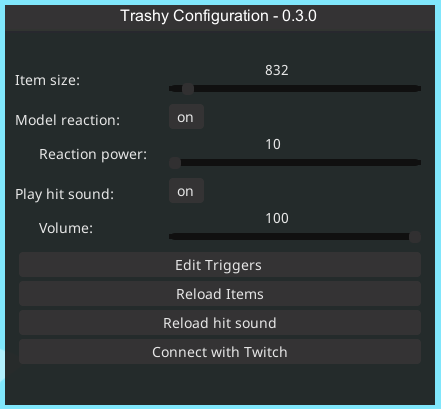 Trashy Configuration - 0.3.0
Item size: 832
Model reaction: on
Reaction power: 10
Play hit sound: on
Volume: 100
Edit Triggers
Reload Items
Reload hit sound
Connect with Twitch